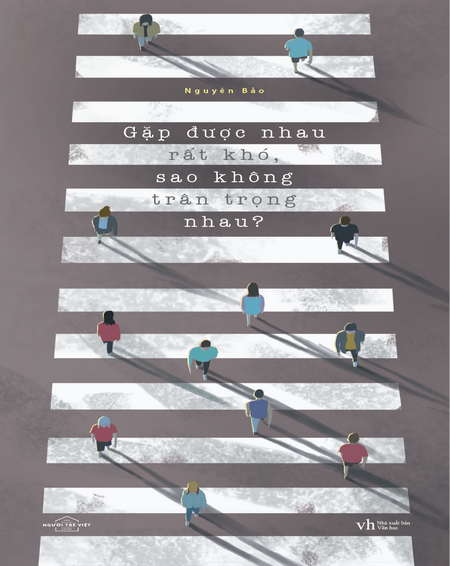 Nguyên Bảo
Gặp được nhau
rất khó,
sao không
trân trọng
nhau?
NGƯỜI TRẺ VIỆT
vh Nhà xuất bản
Văn học